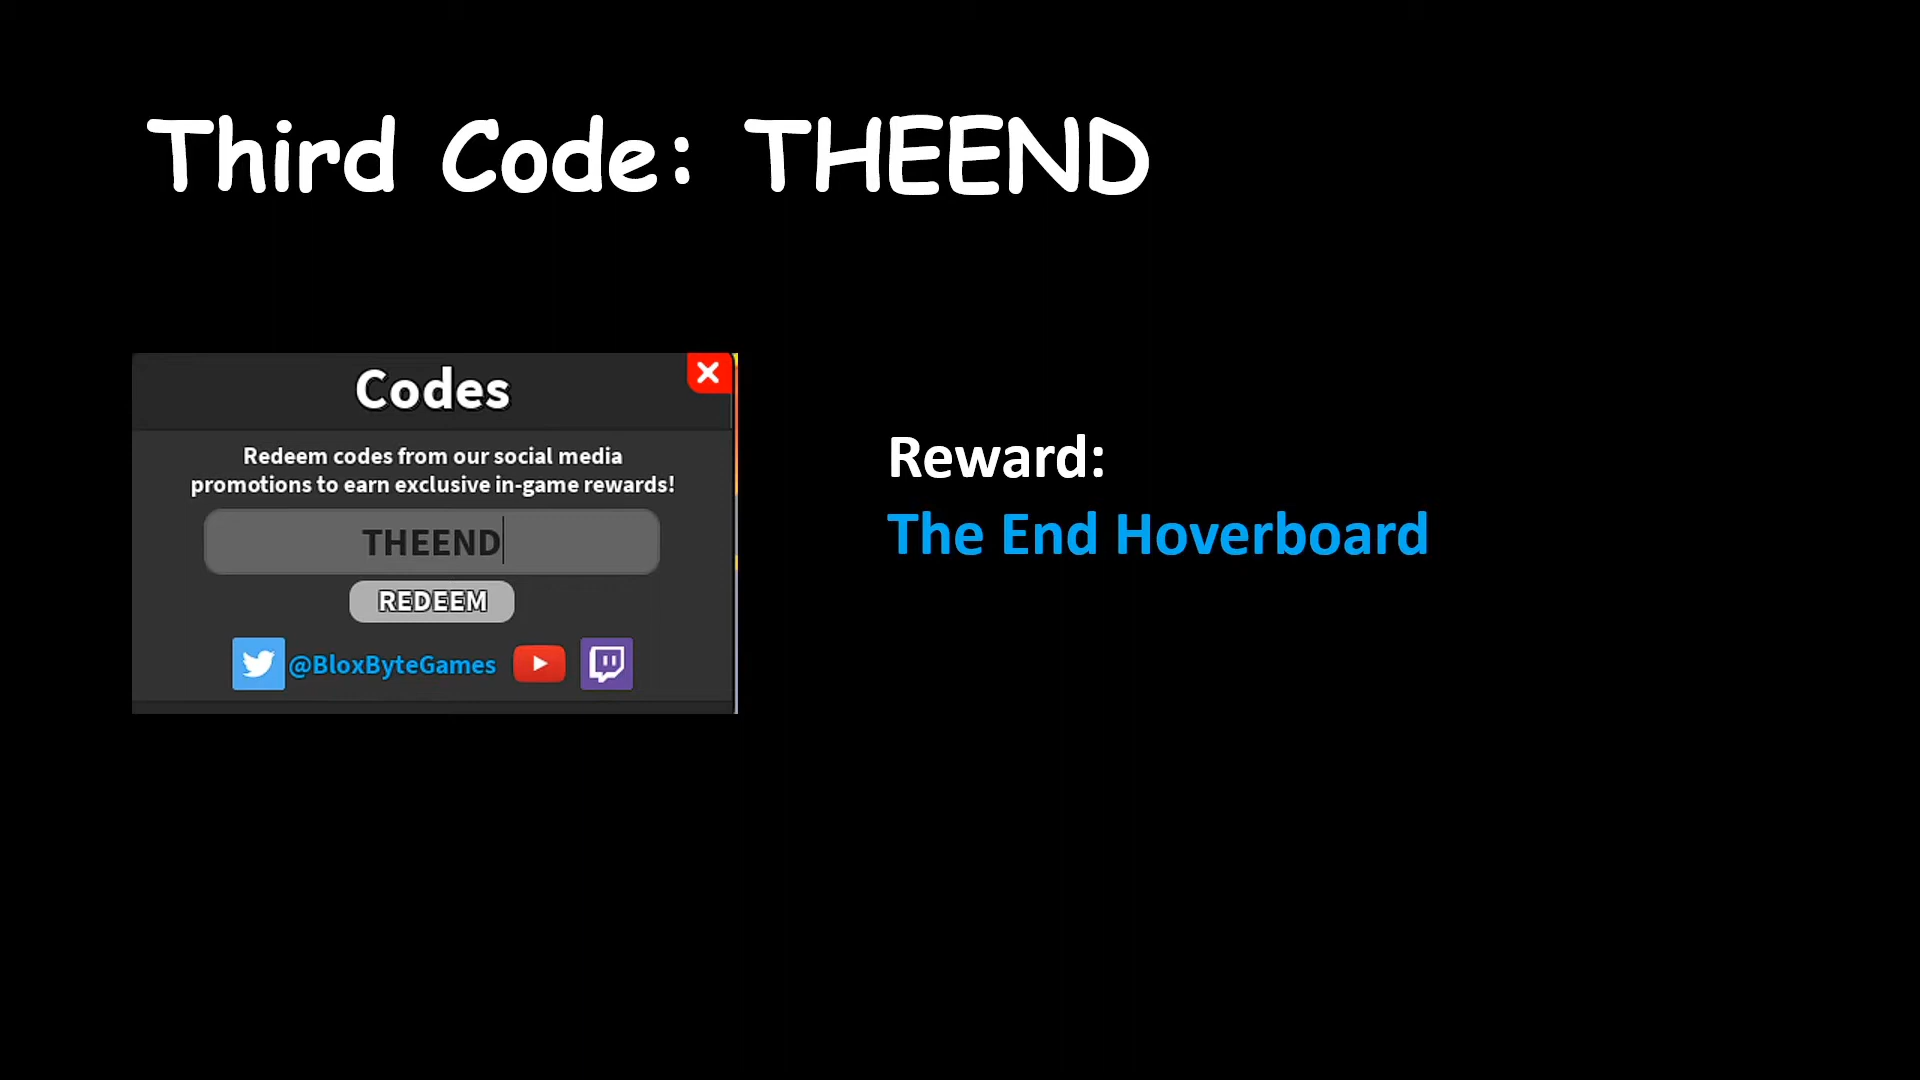 Third Code: THEEND
Codes
Redeem codes from our social media
promotions to earn exclusive in-game rewards!
THEEND
REDEEM
@BloxByteGames
Reward:
The End Hoverboard